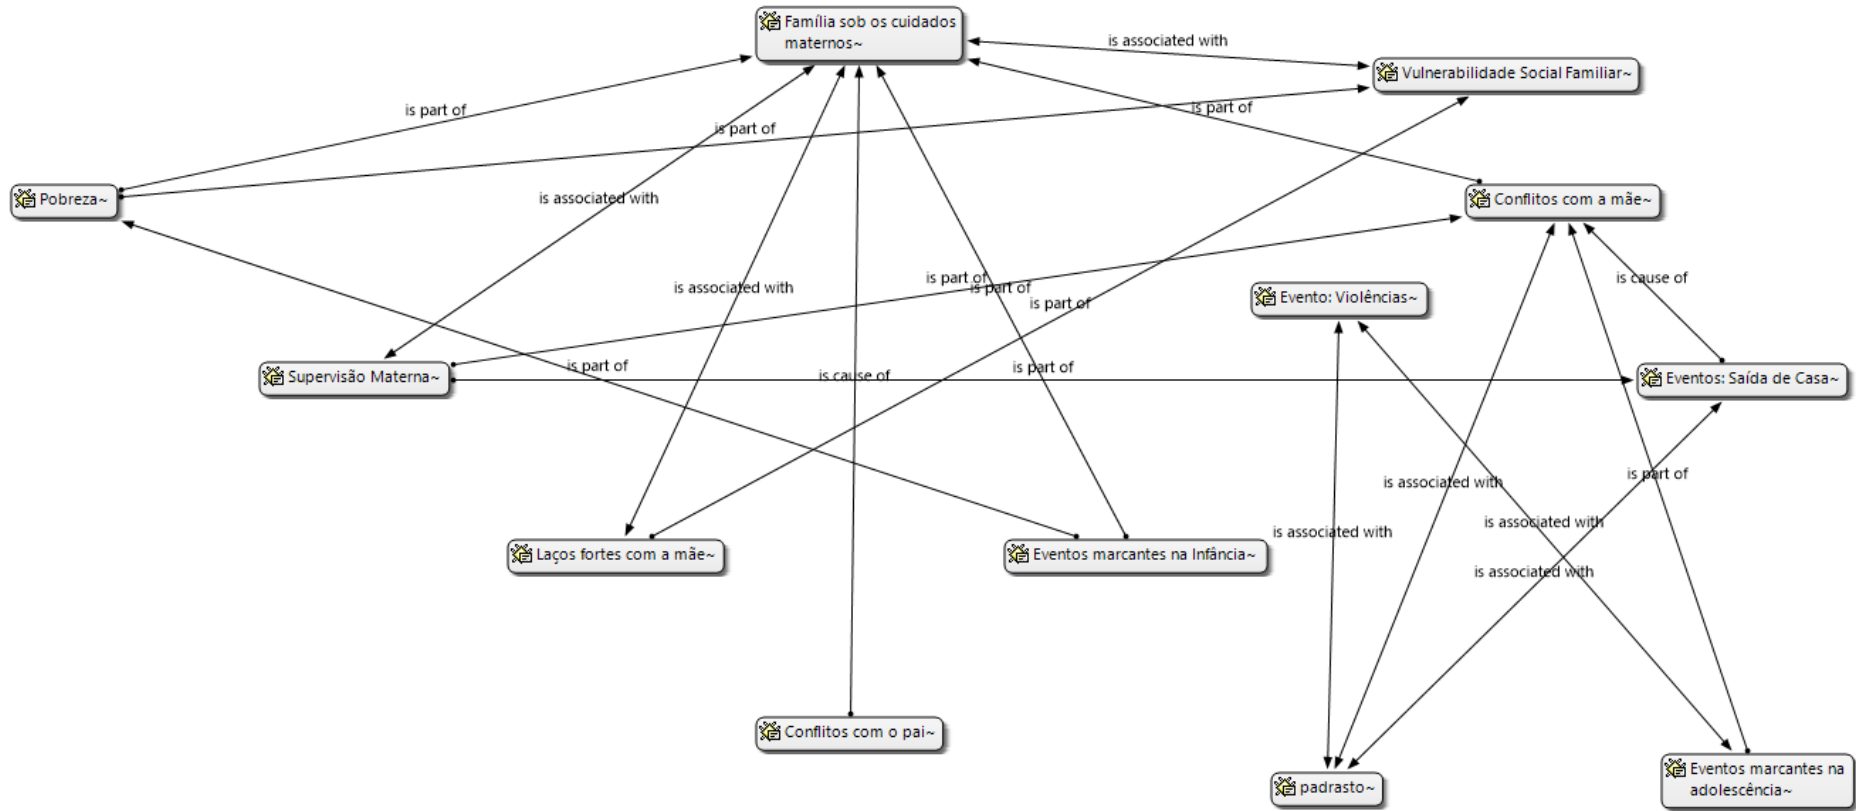 Família sob os cuidados
maternos~
is associated with
Vulnerabilidade Social Familiar~
is part of
is part of
is part of
Pobreza~
is associated with
Conflitos com a mãe~
is part of
is part of
is associated with
is part of
Evento: Violências~
is cause of
is part of
is cause of
is part of
Supervisão Materna~
Eventos: Saída de Casa~
is part of
is associated with
is associated with
is associated with
Laços fortes com a mãe~
Eventos marcantes na Infância~
is associated with
Conflitos com o pai~
padrasto~
Eventos marcantes na
adolescência~